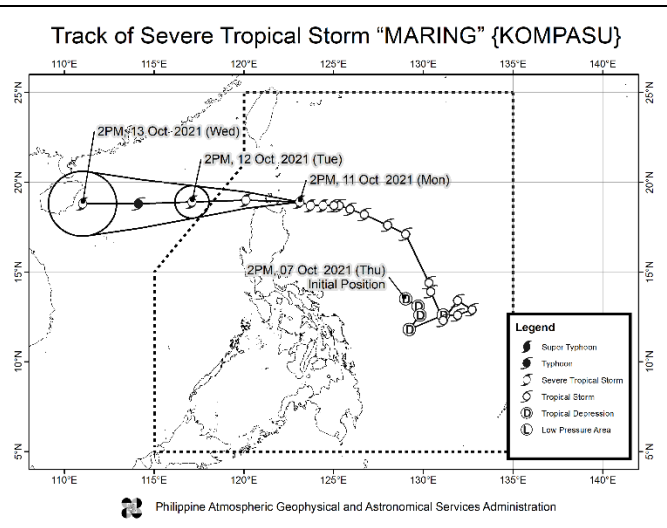 Track of Severe Tropical Storm “MARING” {KOMPASU}
110°E 115°E 120°E 125°E 130°E 135°E 140°E
25°N 25°N
2PM, 13 Oct 2021 (Wed)
2PM, 12 Oct 2021 (Tue)
20°N 20°N
2PM, 11 Oct 2021 (Mon)
15°N 15°N
2PM, 07 Oct 2021 (Thu)
Initial Position
D
D
D
D
D
10°N 10°N
5°N 5°N
Legend
Super Typhoon
Typhoon
Severe Tropical Storm
Tropical Storm
D Tropical Depression
L Low Pressure Area
110°E 115°E 120°E 125°E 130°E 135°E 140°E
Philippine Atmospheric Geophysical and Astronomical Services Administration